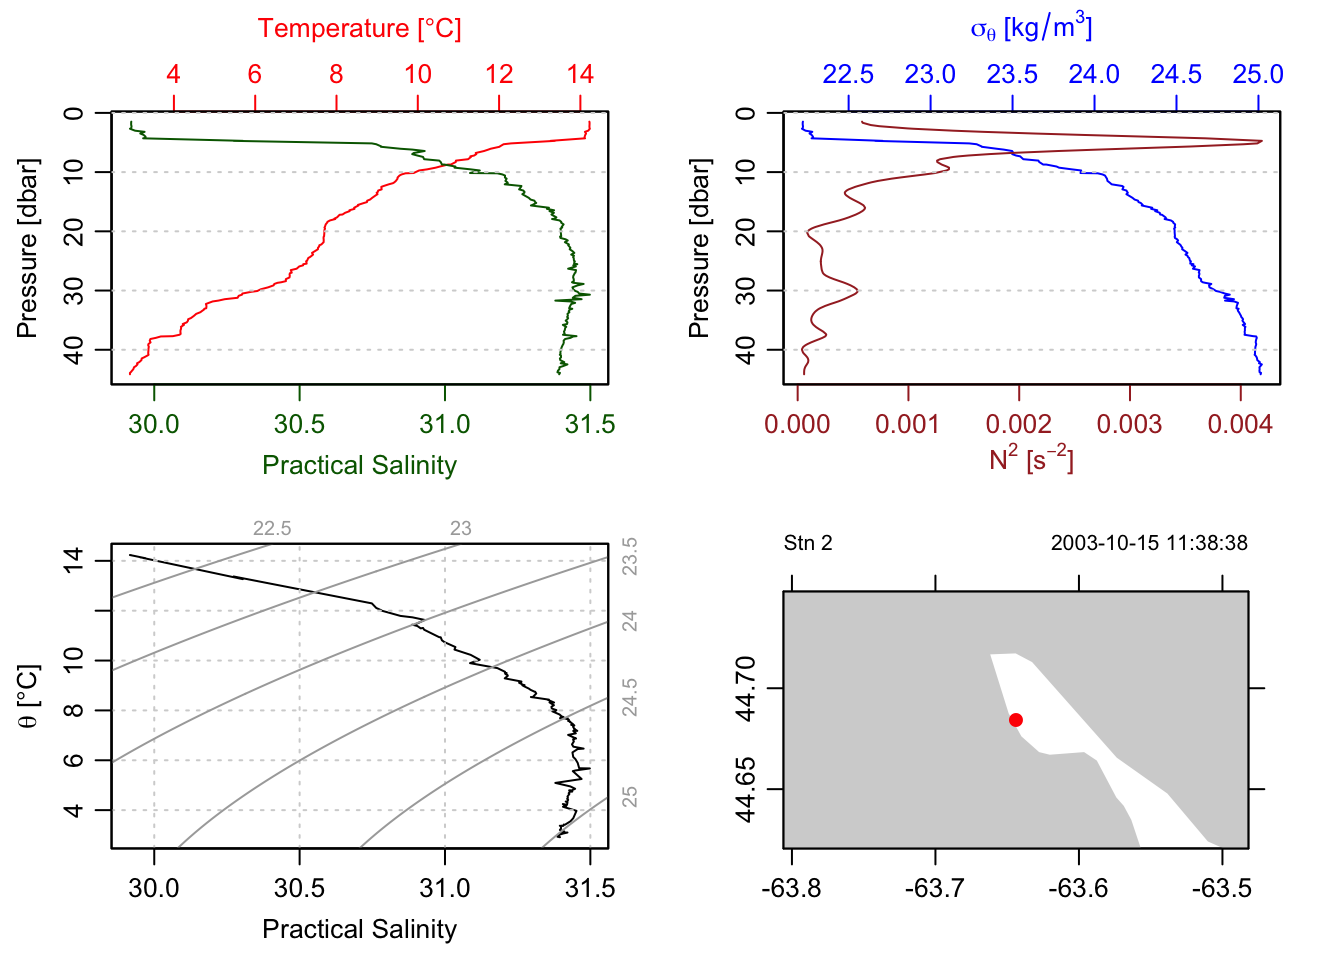 Temperature [°C]
4 6 8 10 12 14
0
10
20
30
40
Pressure [dbar]
30.0 30.5 31.0 31.5
Practical Salinity
σθ [kg/m³]
22.5 23.0 23.5 24.0 24.5 25.0
0
10
20
30
40
Pressure [dbar]
0.000 0.001 0.002 0.003 0.004
N² [s⁻²]
22.5 23
23.5
24
24.5
25
14
10
8
6
4
θ [°C]
30.0 30.5 31.0 31.5
Practical Salinity
Stn 2 2003-10-15 11:38:38
44.70
44.65
-63.8 -63.7 -63.6 -63.5